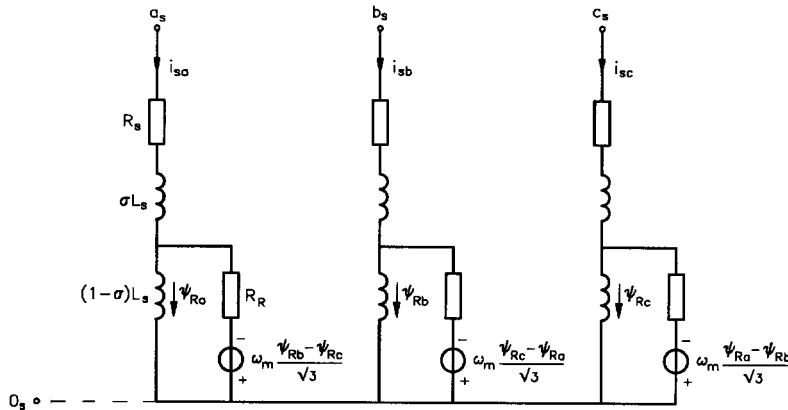 a_s b_s c_s
i_sa i_sb i_sc
R_s
σL_s
(1-σ)L_s ψ_Ra R_R ψ_Rb ψ_Rc
- - -
ω_m (ψ_Rb-ψ_Rc)/√3 ω_m (ψ_Rc-ψ_Ra)/√3 ω_m (ψ_Ra-ψ_Rb)/√3
+ + +
0_s